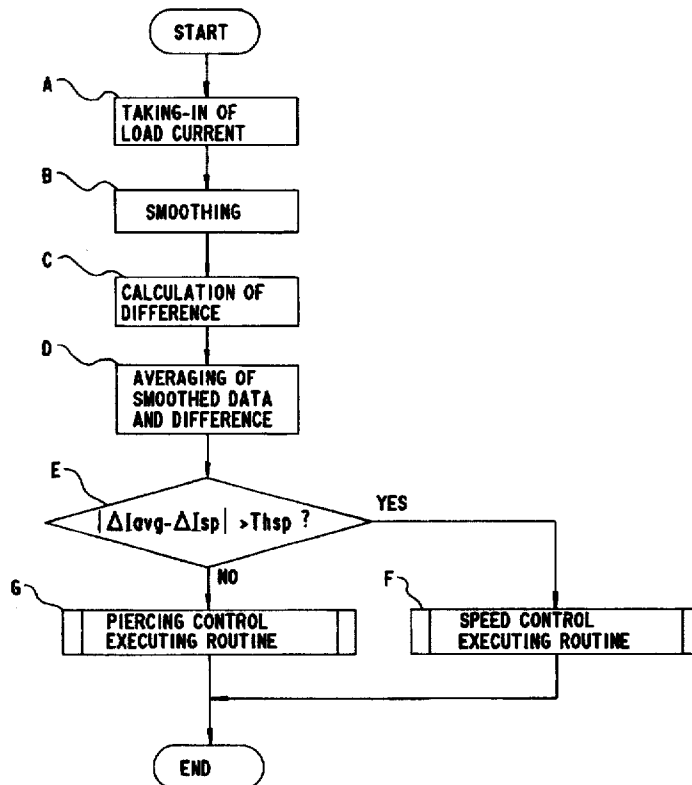 START
A
TAKING-IN OF
LOAD CURRENT
B
SMOOTHING
C
CALCULATION OF
DIFFERENCE
D
AVERAGING OF
SMOOTHED DATA
AND DIFFERENCE
E
|ΔIavg-ΔIsp| >Thsp ?
YES
NO
G
PIERCING CONTROL
EXECUTING ROUTINE
F
SPEED CONTROL
EXECUTING ROUTINE
END